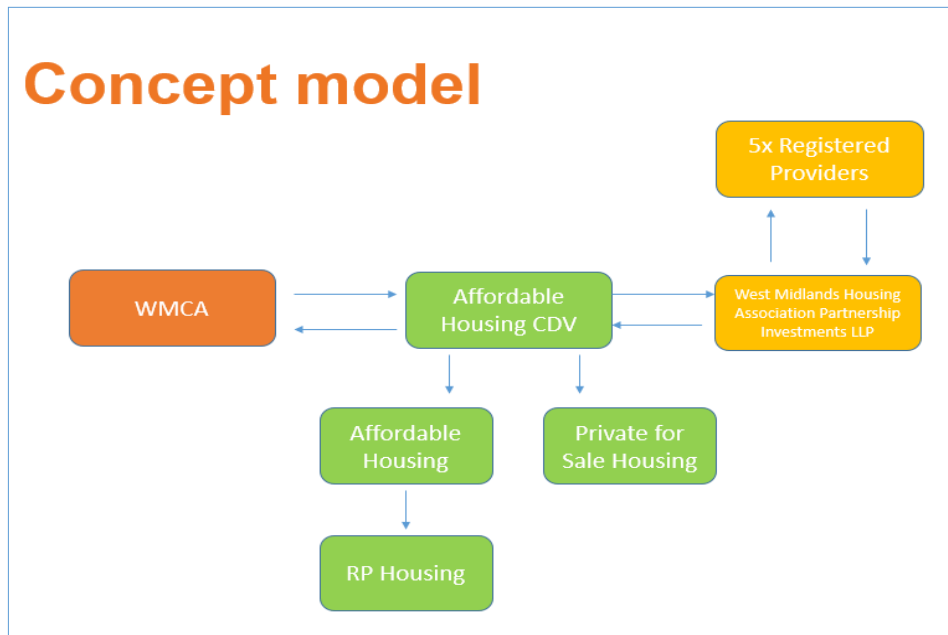 Concept model
5x Registered
Providers
WMCA
Affordable
Housing CDV
West Midlands Housing
Association Partnership
Investments LLP
Affordable
Housing
Private for
Sale Housing
RP Housing